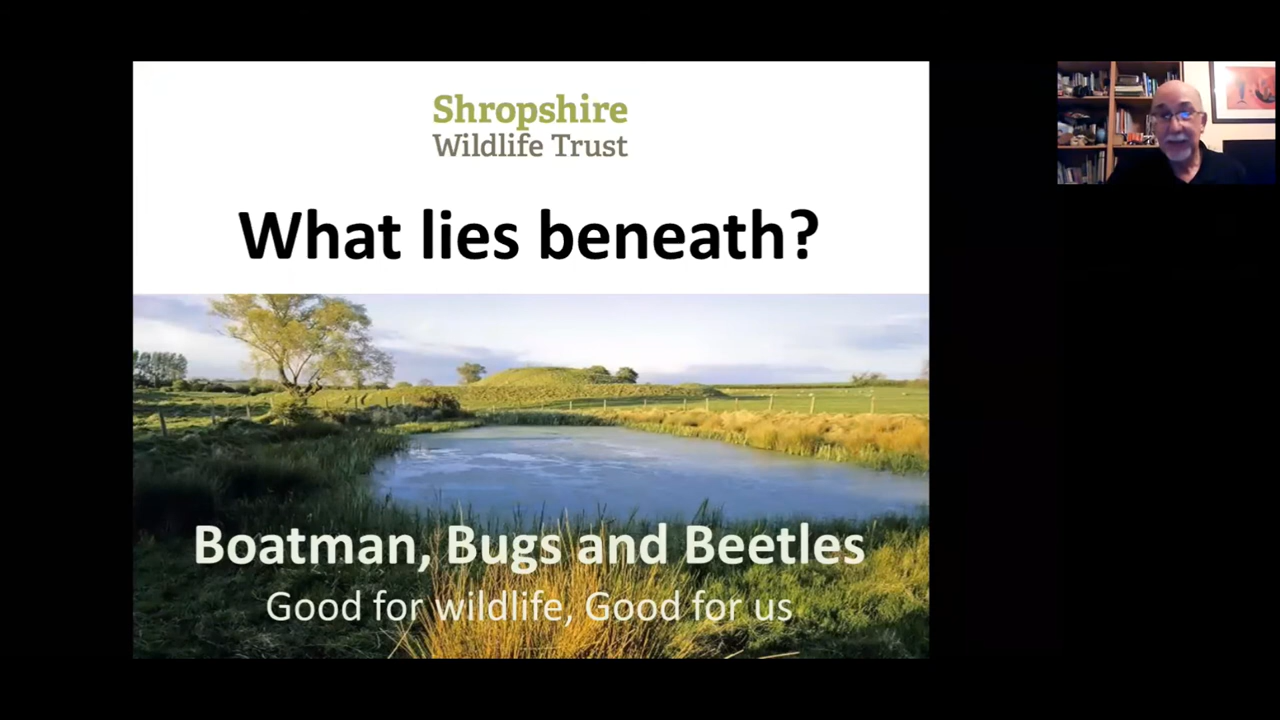 Shropshire
Wildlife Trust
What lies beneath?
Boatman, Bugs and Beetles
Good for wildlife, Good for us